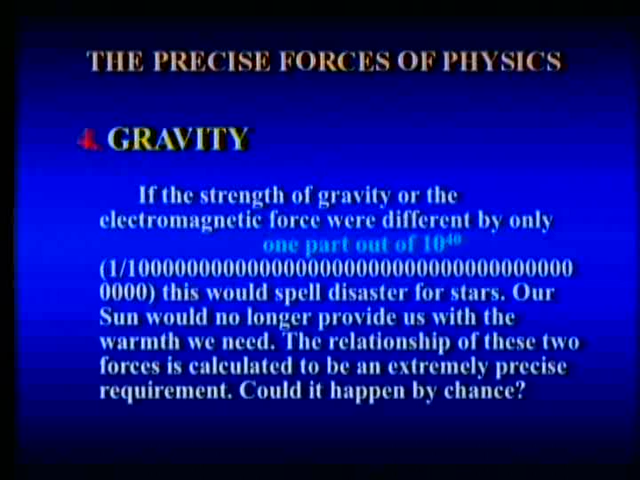 THE PRECISE FORCES OF PHYSICS
4. GRAVITY
If the strength of gravity or the
electromagnetic force were different by only
one part out of 10⁴⁰
(1/10000000000000000000000000000000000000
0000) this would spell disaster for stars. Our
Sun would no longer provide us with the
warmth we need. The relationship of these two
forces is calculated to be an extremely precise
requirement. Could it happen by chance?